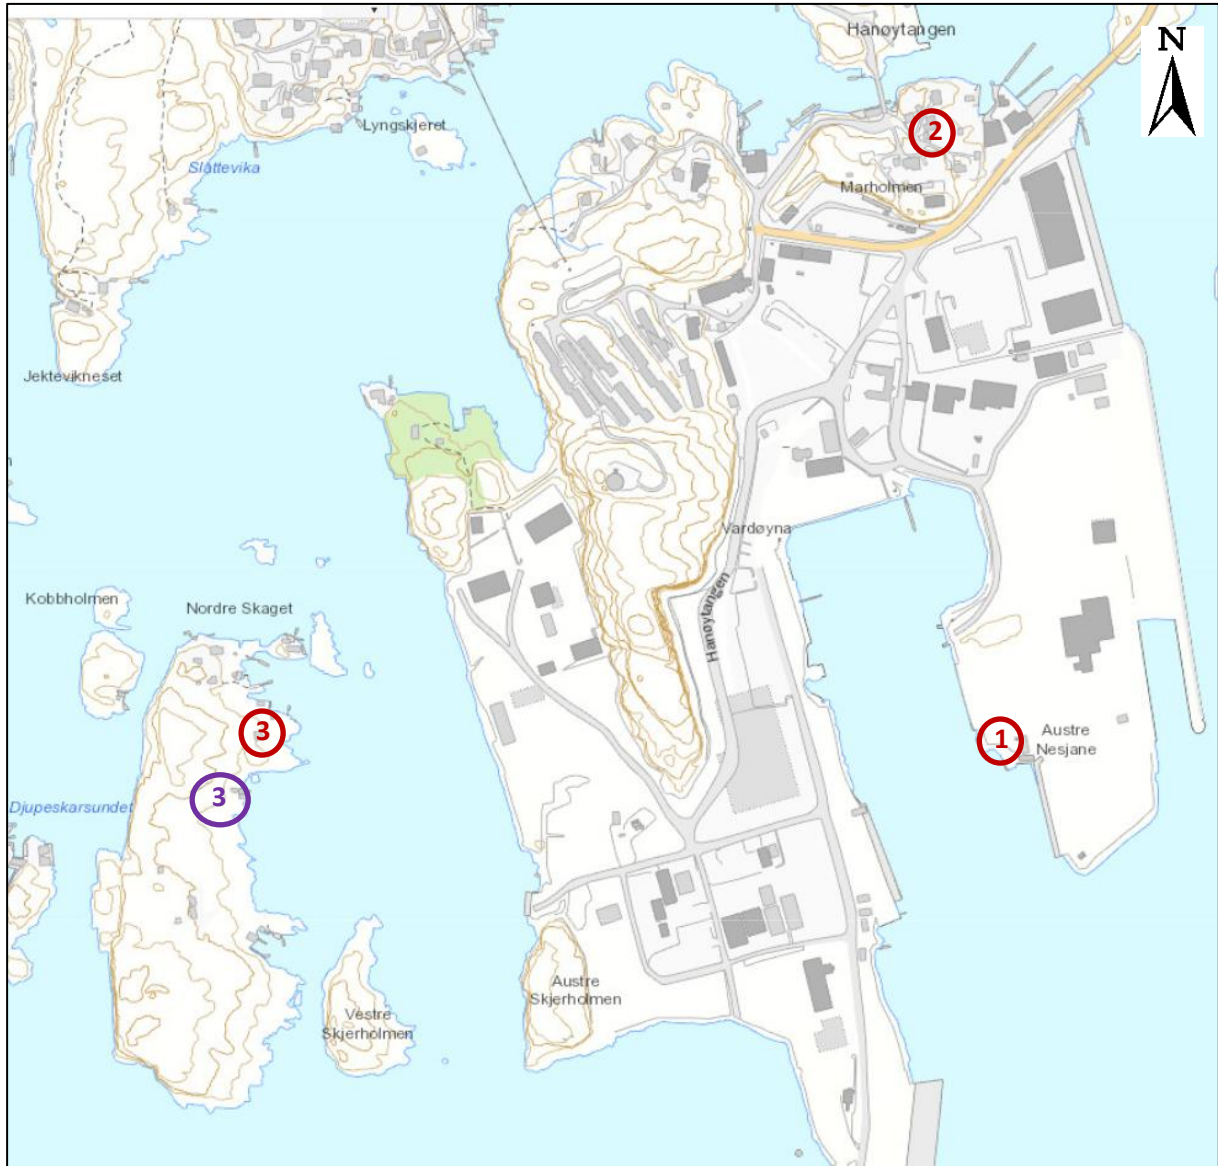 Hanøytangen
N
2
Lyngskjeret
Slåttevika
Marholmen
Jektevikneset
Vardøyna
Hanøytangen
Kobbholmen
Nordre Skaget
3
1
Austre
Nesjane
3
Djupeskarsundet
Austre
Skjerholmen
Vestre
Skjerholmen